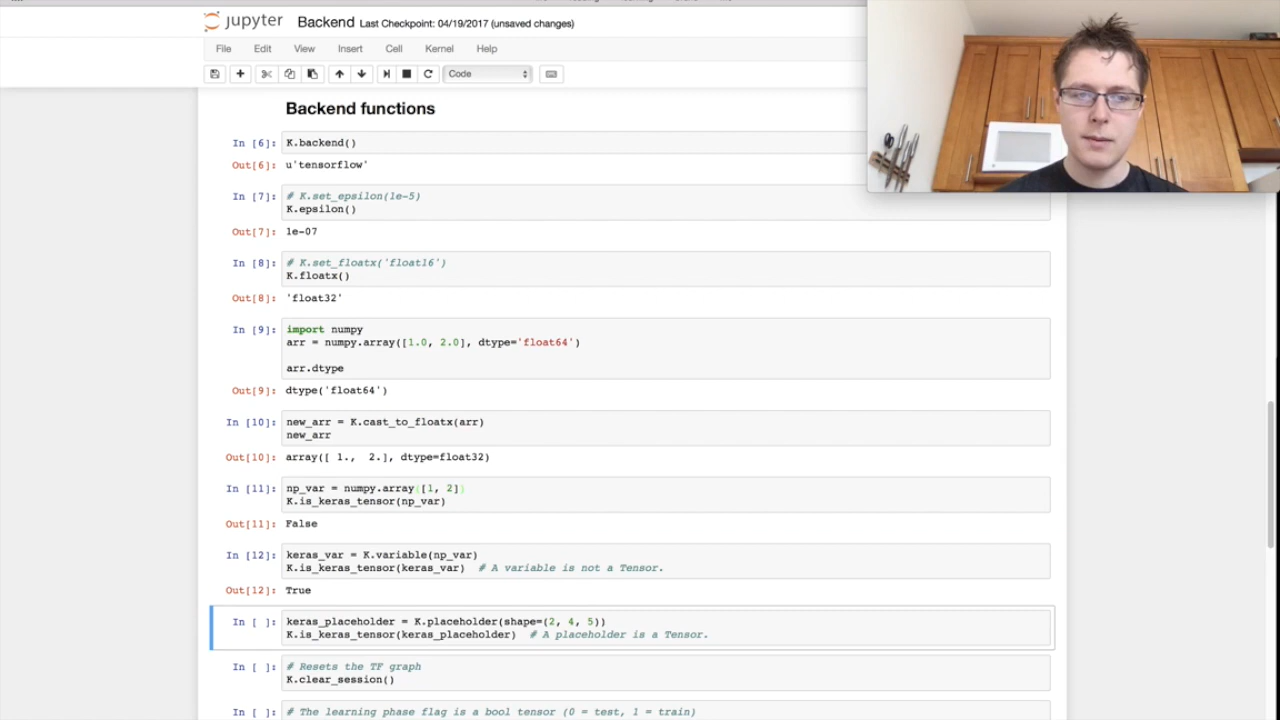 jupyter Backend Last Checkpoint: 04/19/2017 (unsaved changes)
File Edit View Insert Cell Kernel Help
Code
Backend functions
In [6]: K.backend()
Out[6]: u'tensorflow'
In [7]: # K.set_epsilon(1e-5)
K.epsilon()
Out[7]: 1e-07
In [8]: # K.set_floatx('float16')
K.floatx()
Out[8]: 'float32'
In [9]: import numpy
arr = numpy.array([1.0, 2.0], dtype='float64')
arr.dtype
Out[9]: dtype('float64')
In [10]: new_arr = K.cast_to_floatx(arr)
new_arr
Out[10]: array([ 1.,  2.], dtype=float32)
In [11]: np_var = numpy.array([1, 2])
K.is_keras_tensor(np_var)
Out[11]: False
In [12]: keras_var = K.variable(np_var)
K.is_keras_tensor(keras_var)  # A variable is not a Tensor.
Out[12]: True
In [ ]: keras_placeholder = K.placeholder(shape=(2, 4, 5))
K.is_keras_tensor(keras_placeholder)  # A placeholder is a Tensor.
In [ ]: # Resets the TF graph
K.clear_session()
In [ ]: # The learning phase flag is a bool tensor (0 = test, 1 = train)